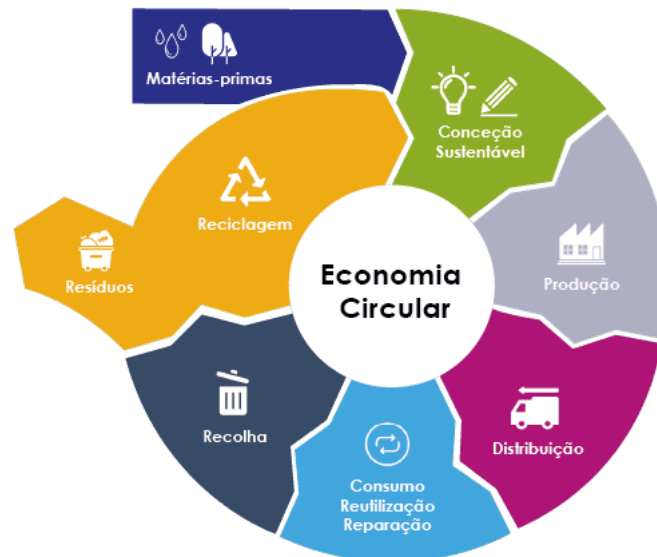 Matérias-primas
Conceção
Sustentável
Reciclagem
Resíduos
Economia
Circular
Produção
Recolha
Distribuição
Consumo
Reutilização
Reparação